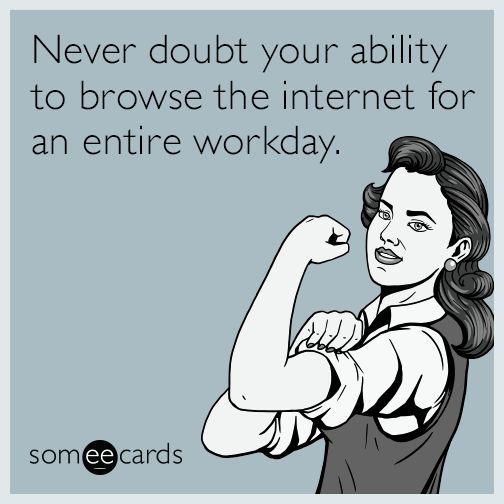 Never doubt your ability
to browse the internet for
an entire workday.
someecards